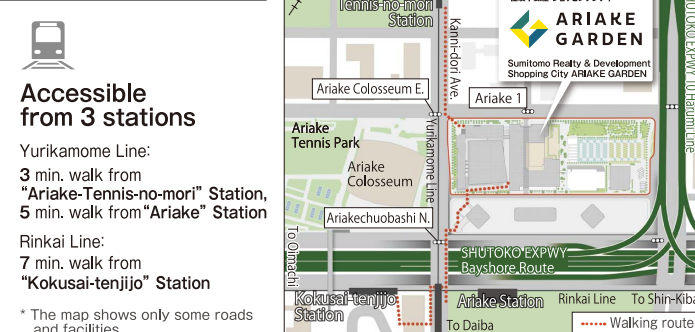 Accessible
from 3 stations
Yurikamome Line:
3 min. walk from
“Ariake-Tennis-no-mori” Station,
5 min. walk from “Ariake” Station
Rinkai Line:
7 min. walk from
“Kokusai-tenjijo” Station
* The map shows only some roads
and facilities
Tennis-no-mori
Station
Kanni-dori Ave.
ARIAKE
GARDEN
Sumitomo Realty & Development
Shopping City ARIAKE GARDEN
SHUTOKO EXPWY TO Harumi Line
Ariake Colosseum E.
Ariake 1
Ariake
Tennis Park
Ariake
Colosseum
Yurikamome Line
Ariakechuobashi N.
To Oimachi
SHUTOKO EXPWY
Bayshore Route
Kokusai-tenjijo
Station
Ariake Station
Rinkai Line
To Shin-Kiba
To Daiba
Walking route